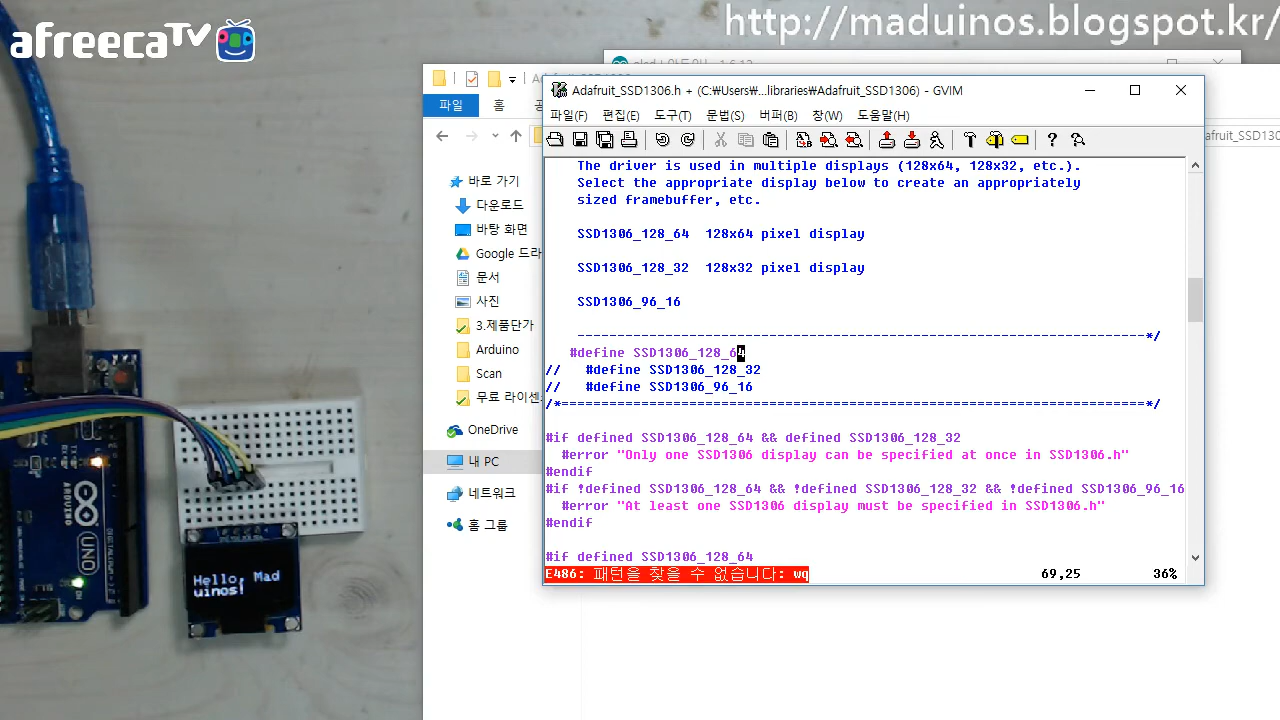 afreecaTV
http://maduinos.blogspot.kr/
Adafruit_SSD1306.h + (C:₩Users₩...libraries₩Adafruit_SSD1306) - GVIM
파일
홈
파일(F) 편집(E) 도구(T) 문법(S) 버퍼(B) 창(W) 도움말(H)
afruit_SSD130
바로 가기
다운로드
바탕 화면
Google 드라
문서
사진
3.제품단가
Arduino
Scan
무료 라이센스
OneDrive
내 PC
네트워크
홈 그룹
The driver is used in multiple displays (128x64, 128x32, etc.).
Select the appropriate display below to create an appropriately
sized framebuffer, etc.
SSD1306_128_64 128x64 pixel display
SSD1306_128_32 128x32 pixel display
SSD1306_96_16
-----------------------------------------------------------------------*/
#define SSD1306_128_64
// #define SSD1306_128_32
// #define SSD1306_96_16
/*=========================================================================*/
#if defined SSD1306_128_64 && defined SSD1306_128_32
#error "Only one SSD1306 display can be specified at once in SSD1306.h"
#endif
#if !defined SSD1306_128_64 && !defined SSD1306_128_32 && !defined SSD1306_96_16
#error "At least one SSD1306 display must be specified in SSD1306.h"
#endif
#if defined SSD1306_128_64
E486: 패턴을 찾을 수 없습니다: wq
69,25 36%
ARDUINO
UNO
Hello, Mad
uinos!